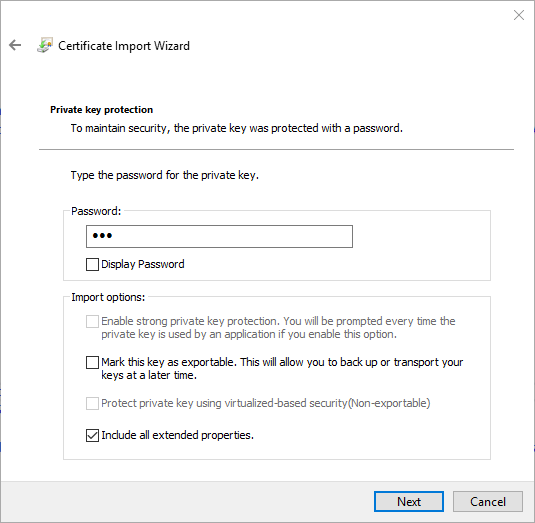 Certificate Import Wizard
Private key protection
To maintain security, the private key was protected with a password.
Type the password for the private key.
Password:
•••
Display Password
Import options:
Enable strong private key protection. You will be prompted every time the
private key is used by an application if you enable this option.
Mark this key as exportable. This will allow you to back up or transport your
keys at a later time.
Protect private key using virtualized-based security(Non-exportable)
Include all extended properties.
Next
Cancel